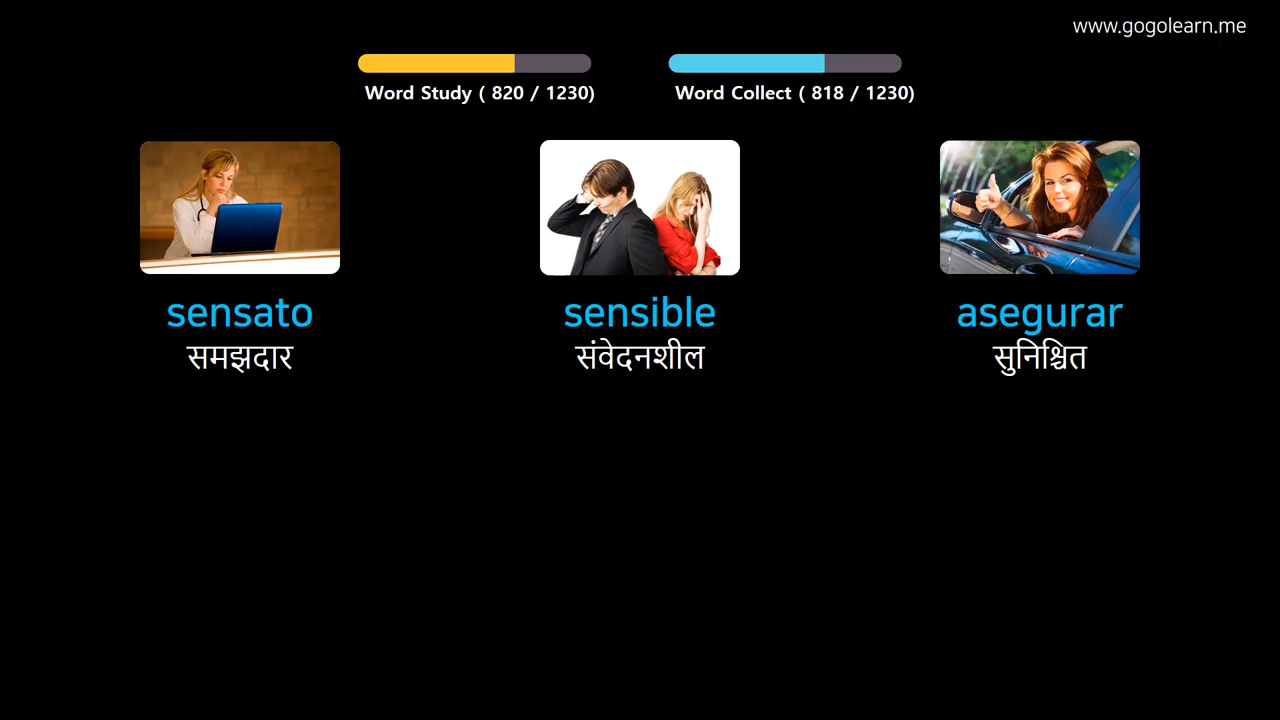 www.gogolearn.me
Word Study ( 820 / 1230)
Word Collect ( 818 / 1230)
sensato
समझदार
sensible
संवेदनशील
asegurar
सुनिश्चित